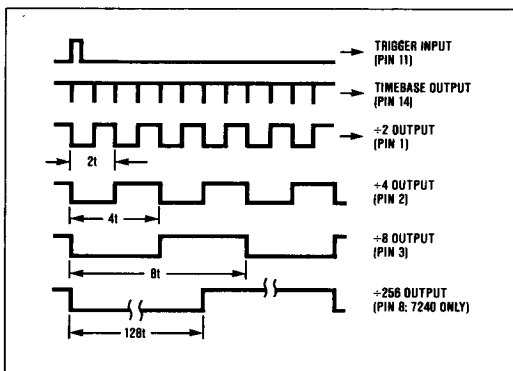 TRIGGER INPUT
(PIN 11)
TIMEBASE OUTPUT
(PIN 14)
÷2 OUTPUT
(PIN 1)
2t
÷4 OUTPUT
(PIN 2)
4t
÷8 OUTPUT
(PIN 3)
8t
÷256 OUTPUT
(PIN 8; 7240 ONLY)
128t